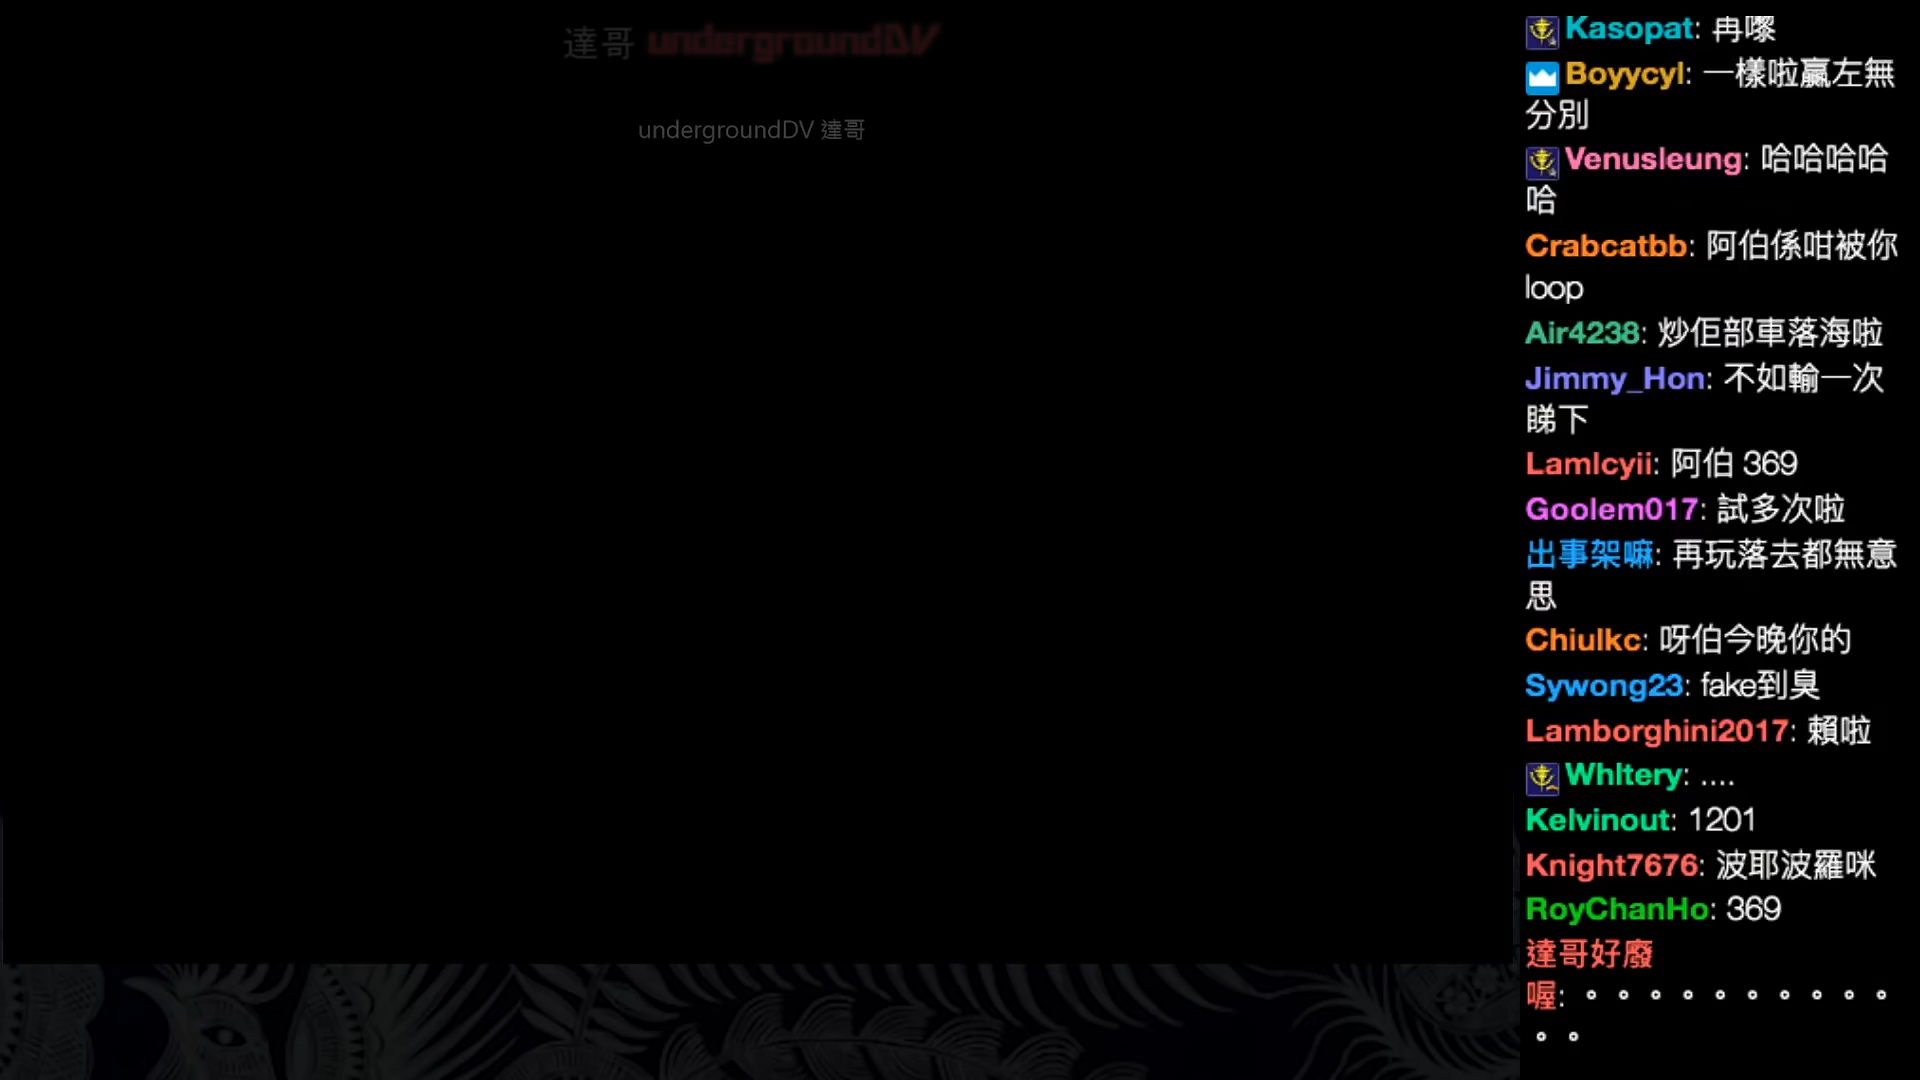 達哥 undergroundDV
undergroundDV 達哥
Kasopat: 冉嚟
Boyycyl: 一樣啦贏左無
分別
Venusleung: 哈哈哈哈
哈
Crabcatbb: 阿伯係咁被你
loop
Air4238: 炒佢部車落海啦
Jimmy_Hon: 不如輸一次
睇下
Lamlcyii: 阿伯 369
Goolem017: 試多次啦
出事架嘛: 再玩落去都無意
思
Chiulkc: 呀伯今晚你的
Sywong23: fake到臭
Lamborghini2017: 賴啦
Whltery: ....
Kelvinout: 1201
Knight7676: 波耶波羅咪
RoyChanHo: 369
達哥好廢
喔: 。。。。。。。。。。
。。